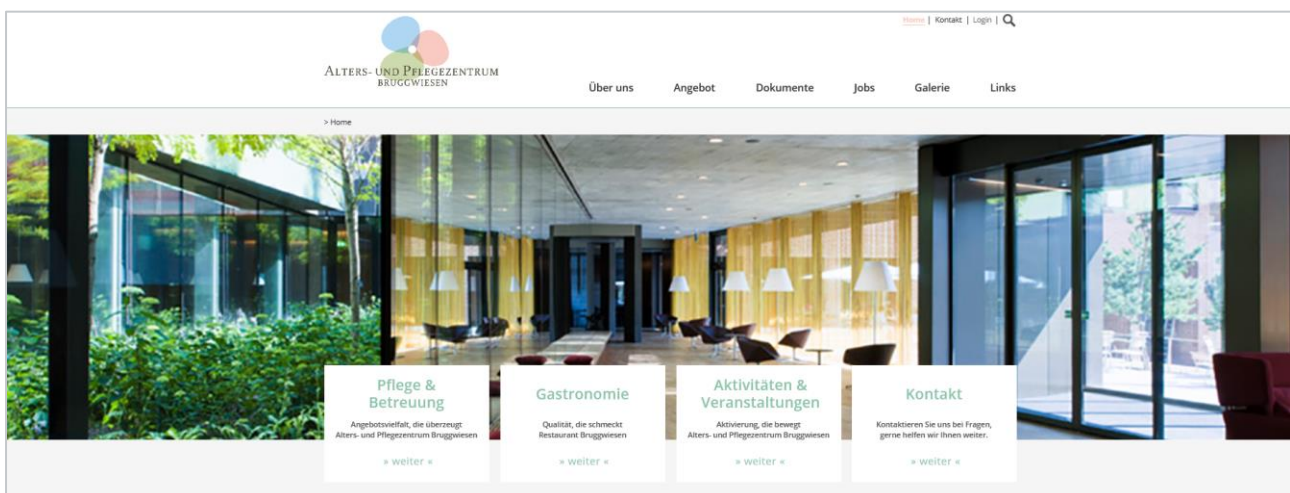 Home | Kontakt | Login |
ALTERS- UND PFLEGEZENTRUM
BRUGGWIESEN
Über uns Angebot Dokumente Jobs Galerie Links
> Home
Pflege &
Betreuung
Angebotsvielfalt, die überzeugt
Alters- und Pflegezentrum Bruggwiesen
» weiter «
Gastronomie
Qualität, die schmeckt
Restaurant Bruggwiesen
» weiter «
Aktivitäten &
Veranstaltungen
Aktivierung, die bewegt
Alters- und Pflegezentrum Bruggwiesen
» weiter «
Kontakt
Kontaktieren Sie uns bei Fragen,
gerne helfen wir Ihnen weiter.
» weiter «